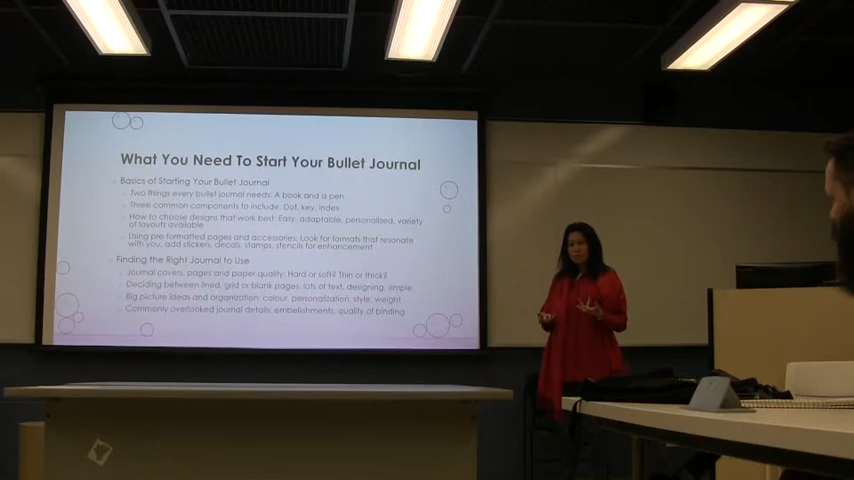 What You Need To Start Your Bullet Journal
Basics of Starting Your Bullet Journal
Two things every bullet journal needs: A book and a pen
Three common components to include: Dot, key, index
How to choose designs that work best: Easy, adaptable, personalized, variety
of layouts available
Using pre-formatted pages and accessories: Look for formats that resonate
with you, add stickers, decals, stamps, stencils for enhancement
Finding the Right Journal to Use
Journal covers, pages and paper quality: Hard or soft? Thin or thick?
Deciding between lined, grid or blank pages: lots of text, designing, simple
Big picture ideas and organization: colour, personalization, style, weight
Commonly overlooked journal details: embelishments, quality of binding